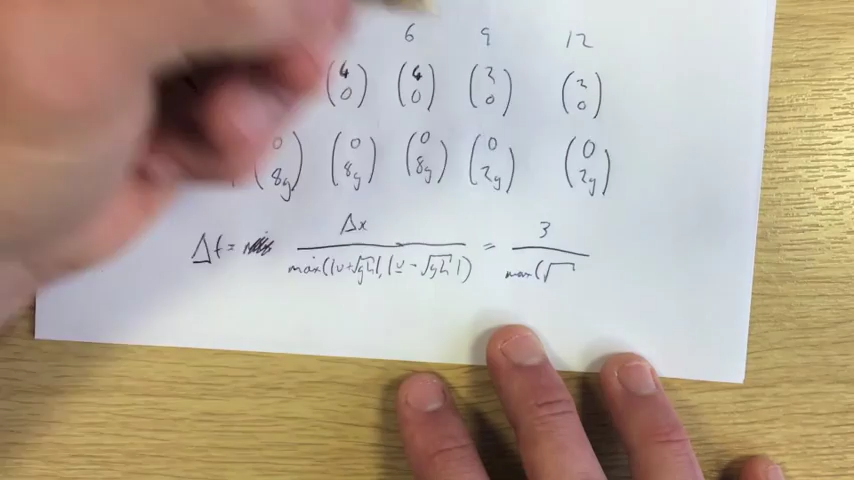 6 9 12
(4 0) (4 0) (2 0) (2 0)
(0 8g) (0 8g) (0 8g) (0 2g) (0 2g)
Δt = Δx / max(|u+√gh|, |u-√gh|) = 3 / max(√